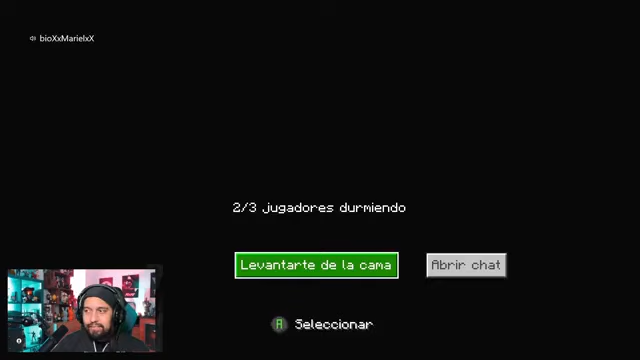 bioXxMarielxX
2/3 jugadores durmiendo
Levantarte de la cama
Abrir chat
A Seleccionar